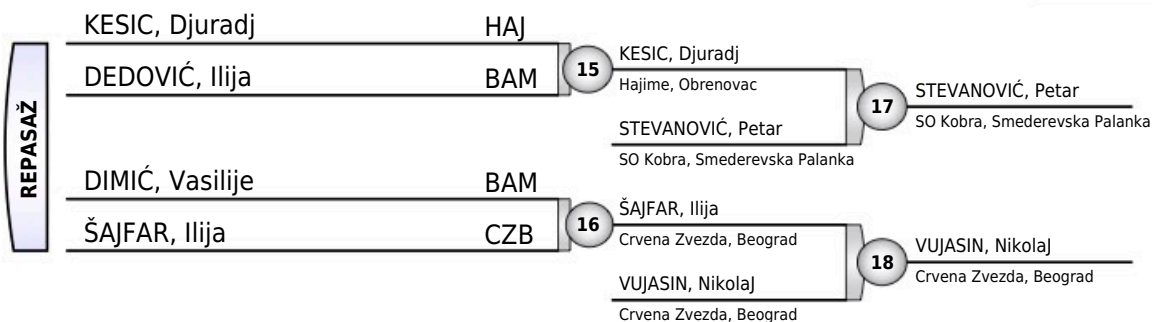 REPASAŽ
KESIC, Djuradj HAJ
DEDOVIĆ, Ilija BAM
DIMIĆ, Vasilije BAM
ŠAJFAR, Ilija CZB
15
KESIC, Djuradj
Hajime, Obrenovac
STEVANOVIĆ, Petar
SO Kobra, Smederevska Palanka
16
ŠAJFAR, Ilija
Crvena Zvezda, Beograd
VUJASIN, NikolaJ
Crvena Zvezda, Beograd
17
STEVANOVIĆ, Petar
SO Kobra, Smederevska Palanka
18
VUJASIN, NikolaJ
Crvena Zvezda, Beograd